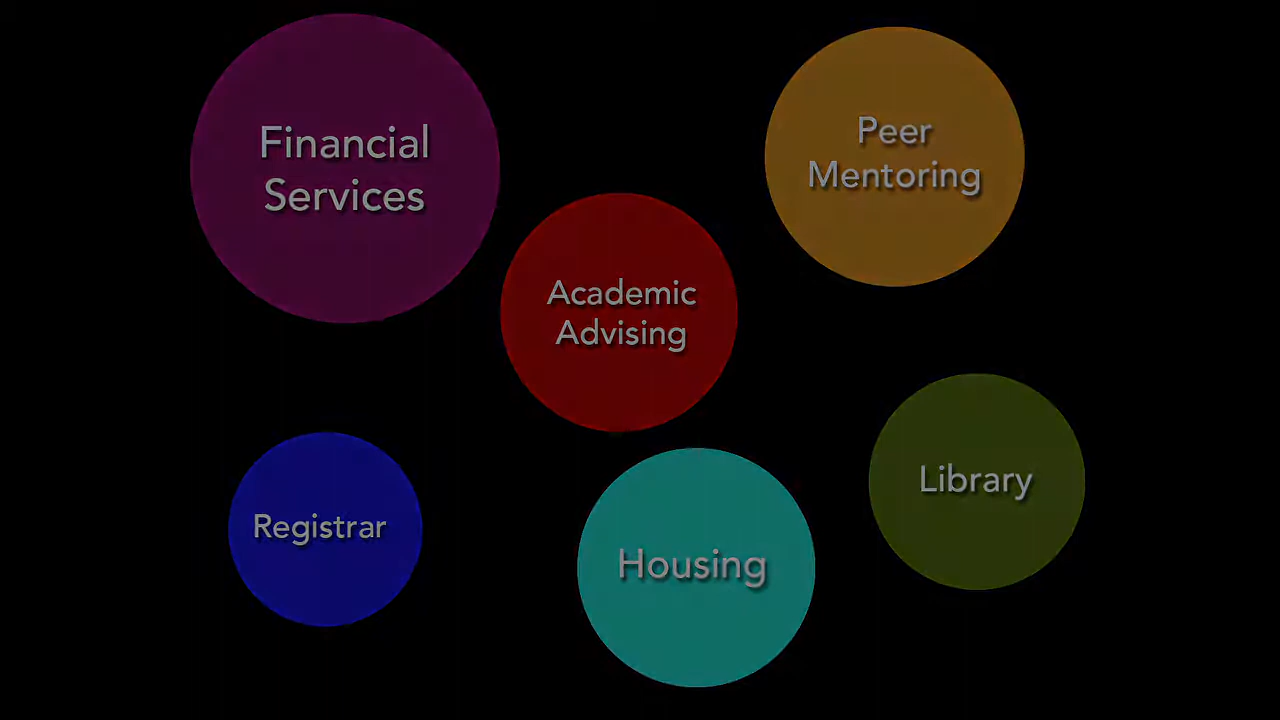 Financial
Services
Peer
Mentoring
Academic
Advising
Library
Registrar
Housing